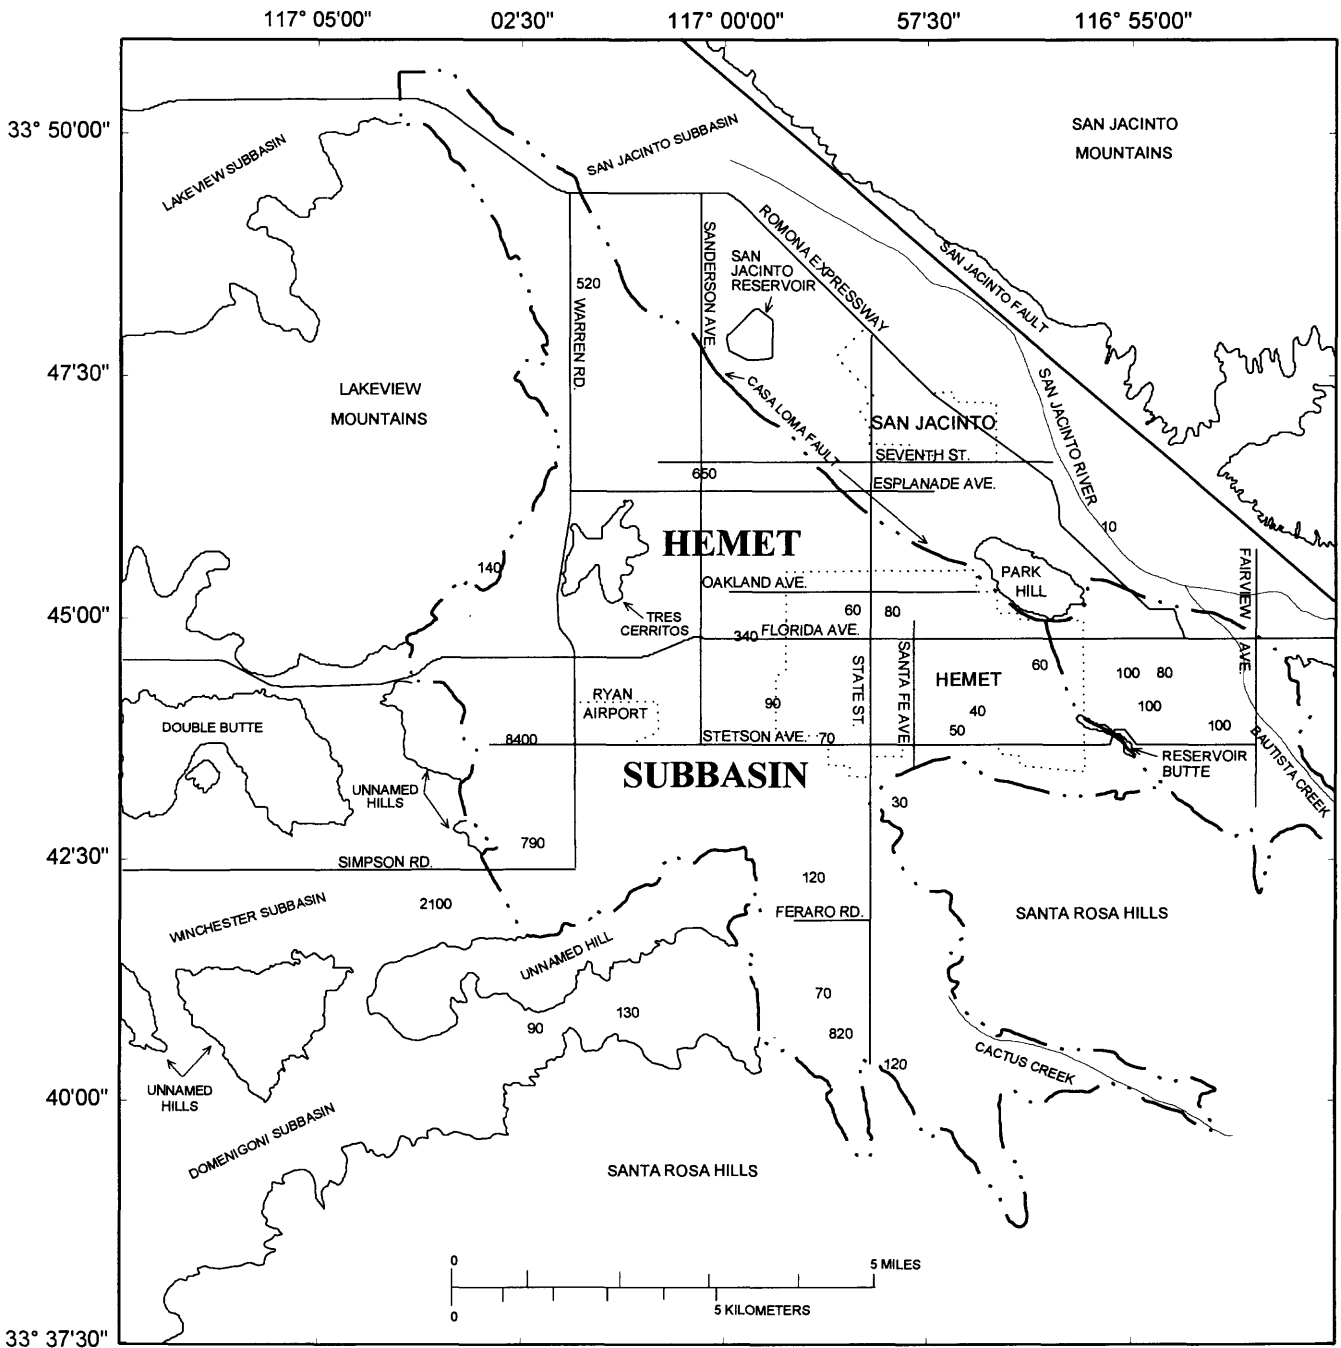 117° 05'00"
02'30"
117° 00'00"
57'30"
116° 55'00"
33° 50'00"
47'30"
45'00"
42'30"
40'00"
33° 37'30"
SAN JACINTO
MOUNTAINS
SAN JACINTO SUBBASIN
LAKEVIEW SUBBASIN
ROMONA EXPRESSWAY
SANDERSON AVE.
SAN
JACINTO
RESERVOIR
SAN JACINTO FAULT
520
WARREN RD.
LAKEVIEW
MOUNTAINS
CASA LOMA FAULT
SAN JACINTO
SAN JACINTO RIVER
SEVENTH ST.
650
ESPLANADE AVE.
10
HEMET
140
OAKLAND AVE.
PARK
HILL
FAIRVIEW AVE.
TRES
CERRITOS
60
80
340
FLORIDA AVE.
STATE ST.
SANTA FE AVE
60
100
80
HEMET
RYAN
AIRPORT
90
40
100
DOUBLE BUTTE
8400
STETSON AVE.
70
50
100
BAUTISTA CREEK
RESERVOIR
BUTTE
SUBBASIN
UNNAMED
HILLS
30
790
SIMPSON RD.
120
2100
WINCHESTER SUBBASIN
FERARO RD.
SANTA ROSA HILLS
UNNAMED HILL
70
130
90
820
CACTUS CREEK
120
UNNAMED
HILLS
DOMENIGONI SUBBASIN
SANTA ROSA HILLS
0
5 MILES
0
5 KILOMETERS